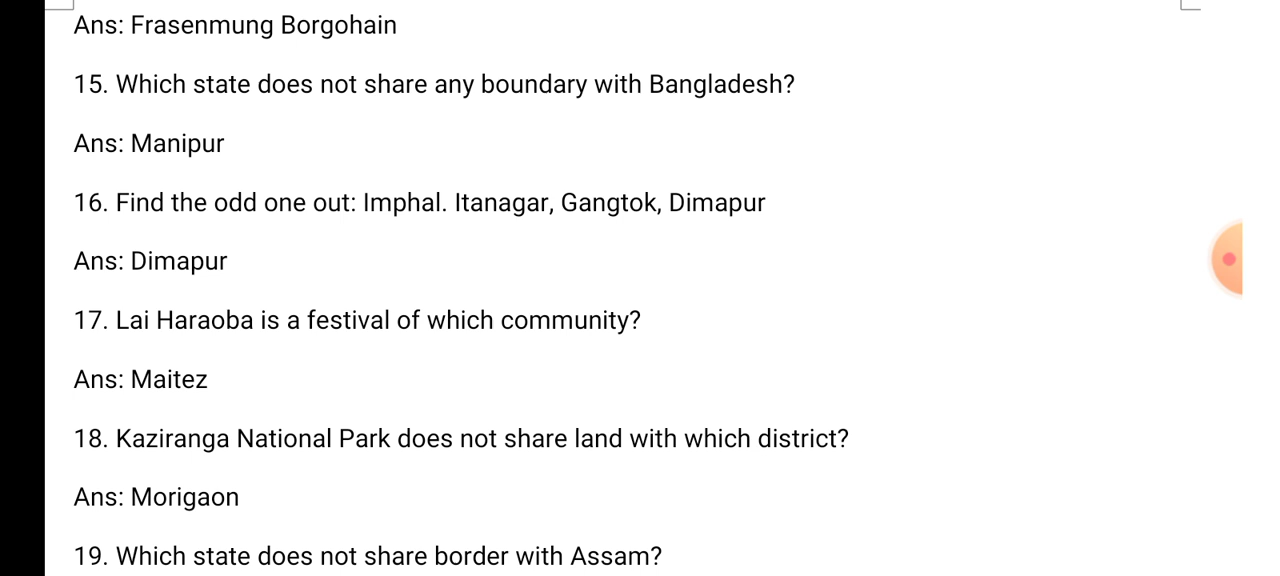 Ans: Frasenmung Borgohain
15. Which state does not share any boundary with Bangladesh?
Ans: Manipur
16. Find the odd one out: Imphal. Itanagar, Gangtok, Dimapur
Ans: Dimapur
17. Lai Haraoba is a festival of which community?
Ans: Maitez
18. Kaziranga National Park does not share land with which district?
Ans: Morigaon
19. Which state does not share border with Assam?